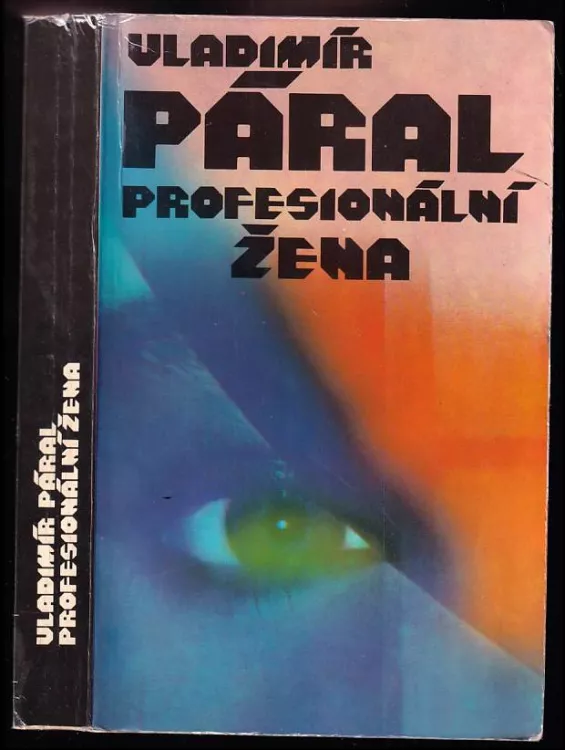 VLADIMÍR
PÁRAL
PROFESIONÁLNÍ
ŽENA
VLADIMÍR PÁRAL
PROFESIONÁLNÍ ŽENA